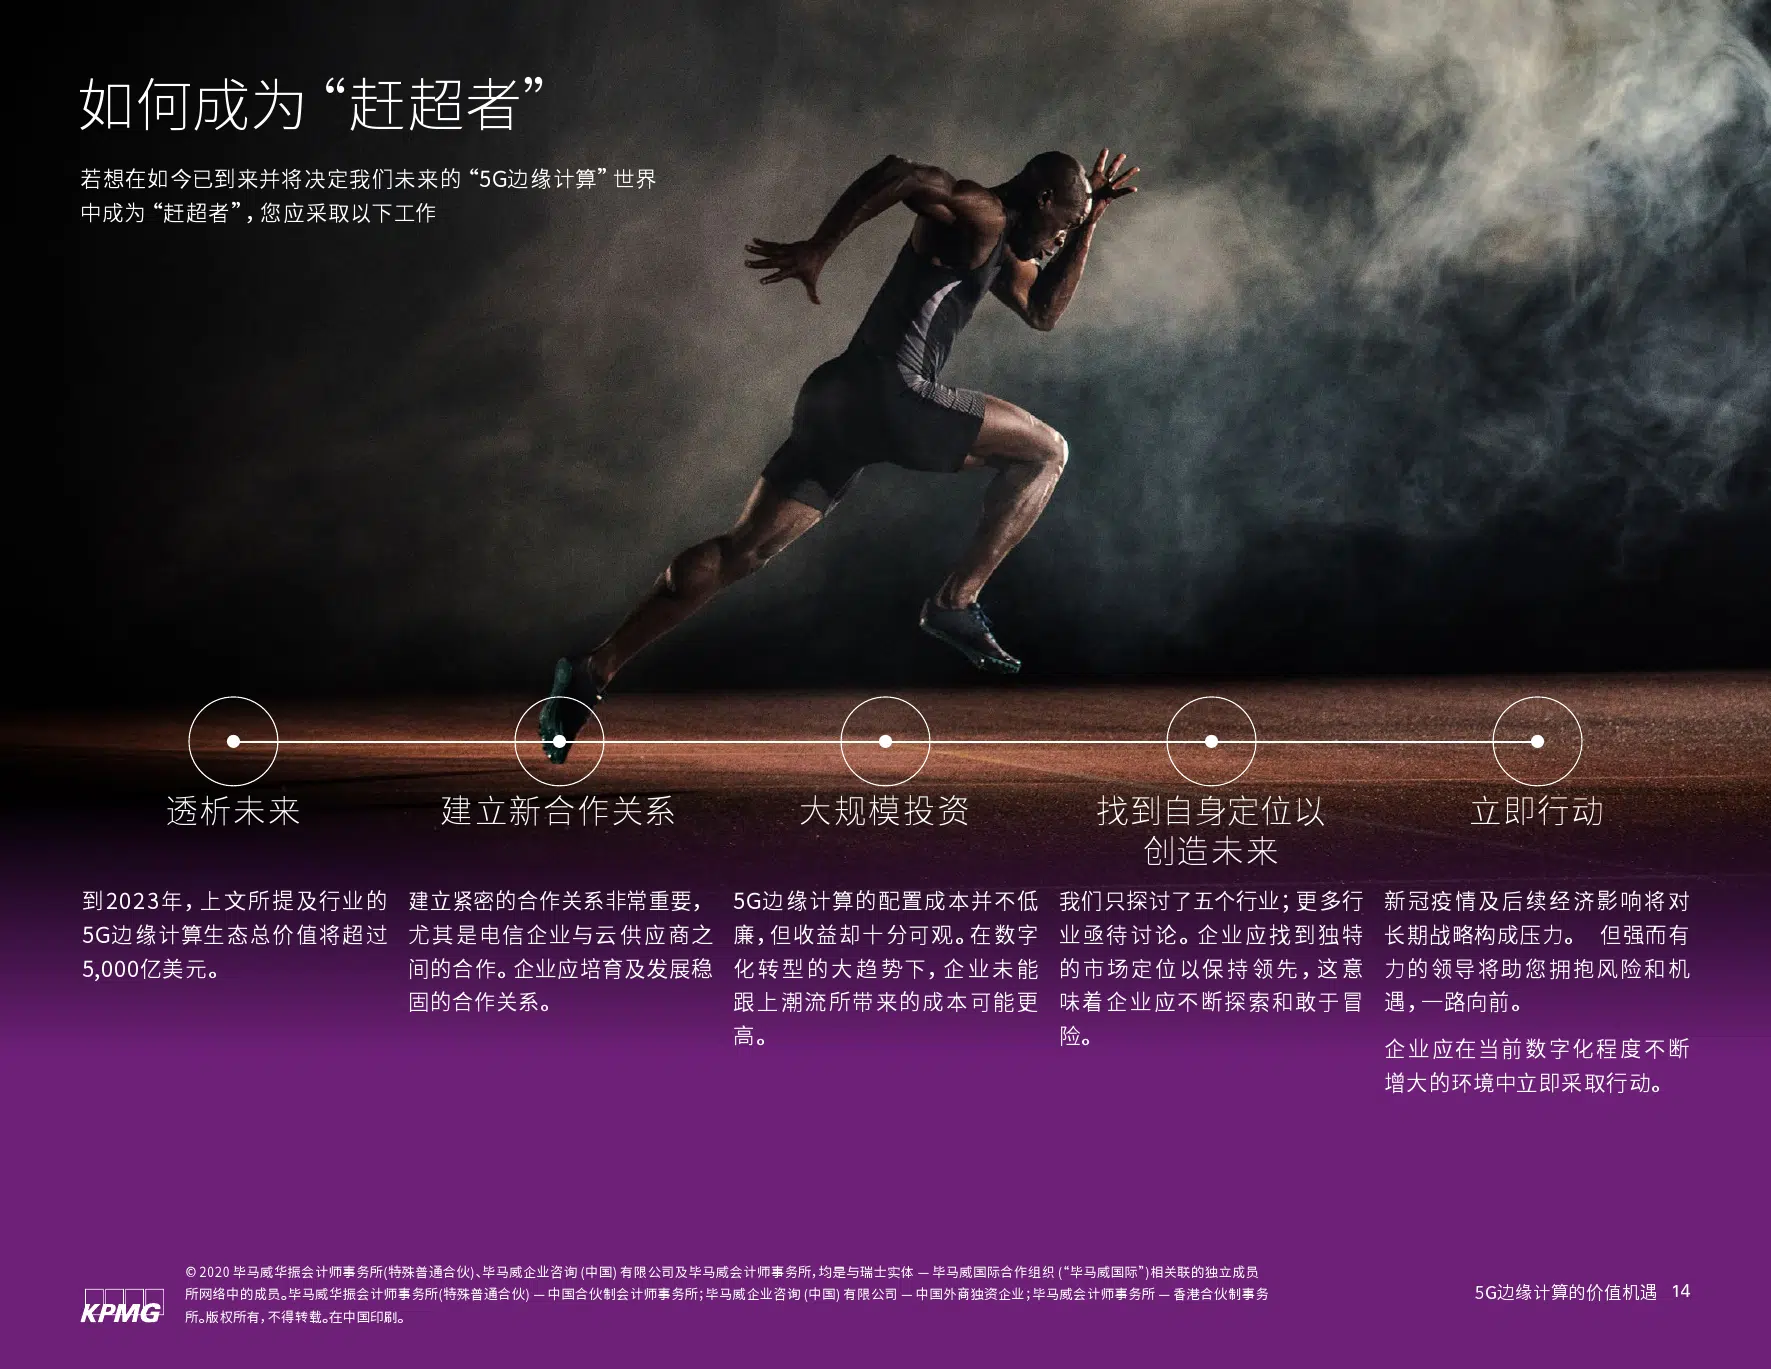 如何成为 “赶超者”
若想在如今已到来并将决定我们未来的 “5G边缘计算” 世界
中成为 “赶超者”，您应采取以下工作
透析未来
到2023年，上文所提及行业的
5G边缘计算生态总价值将超过
5,000亿美元。
建立新合作关系
建立紧密的合作关系非常重要，
尤其是电信企业与云供应商之
间的合作。企业应培育及发展稳
固的合作关系。
大规模投资
5G边缘计算的配置成本并不低
廉，但收益却十分可观。在数字
化转型的大趋势下，企业未能
跟上潮流所带来的成本可能更
高。
找到自身定位以
创造未来
我们只探讨了五个行业；更多行
业亟待讨论。企业应找到独特
的市场定位以保持领先，这意
味着企业应不断探索和敢于冒
险。
立即行动
新冠疫情及后续经济影响将对
长期战略构成压力。 但强而有
力的领导将助您拥抱风险和机
遇，一路向前。
企业应在当前数字化程度不断
增大的环境中立即采取行动。
KPMG
© 2020 毕马威华振会计师事务所(特殊普通合伙)、毕马威企业咨询 (中国) 有限公司及毕马威会计师事务所，均是与瑞士实体 — 毕马威国际合作组织 (“毕马威国际”)相关联的独立成员
所网络中的成员。毕马威华振会计师事务所(特殊普通合伙) — 中国合伙制会计师事务所；毕马威企业咨询 (中国) 有限公司 — 中国外商独资企业；毕马威会计师事务所 — 香港合伙制事务
所。版权所有，不得转载。在中国印刷。
5G边缘计算的价值机遇 14